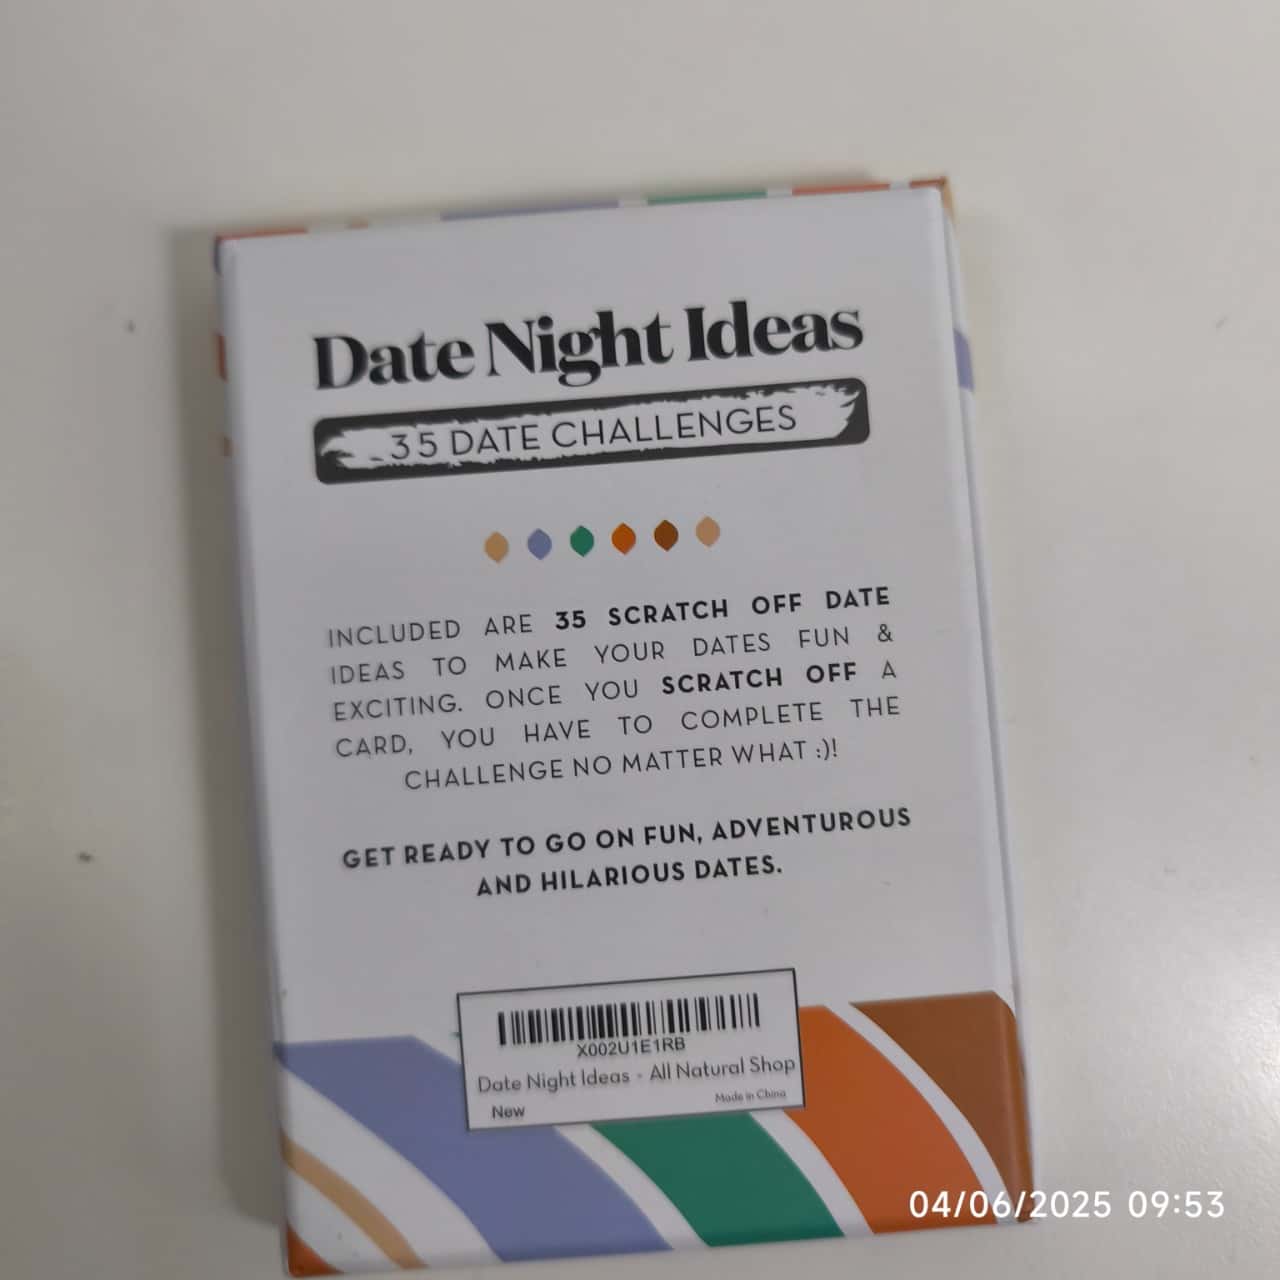 Date Night Ideas
35 DATE CHALLENGES
INCLUDED ARE 35 SCRATCH OFF DATE
IDEAS TO MAKE YOUR DATES FUN &
EXCITING. ONCE YOU SCRATCH OFF A
CARD, YOU HAVE TO COMPLETE THE
CHALLENGE NO MATTER WHAT :)!
GET READY TO GO ON FUN, ADVENTUROUS
AND HILARIOUS DATES.
X002U1E1RB
Date Night Ideas - All Natural Shop
New Made in China
04/06/2025 09:53